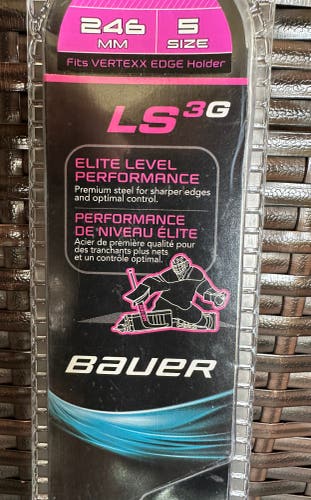 246 5
MM SIZE
Fits VERTEXX EDGE Holder
LS3G
ELITE LEVEL
PERFORMANCE
Premium steel for sharper edges
and optimal control.
PERFORMANCE
DE NIVEAU ÉLITE
Acier de première qualité pour
des tranchants plus nets
et un contrôle optimal.
BAUER